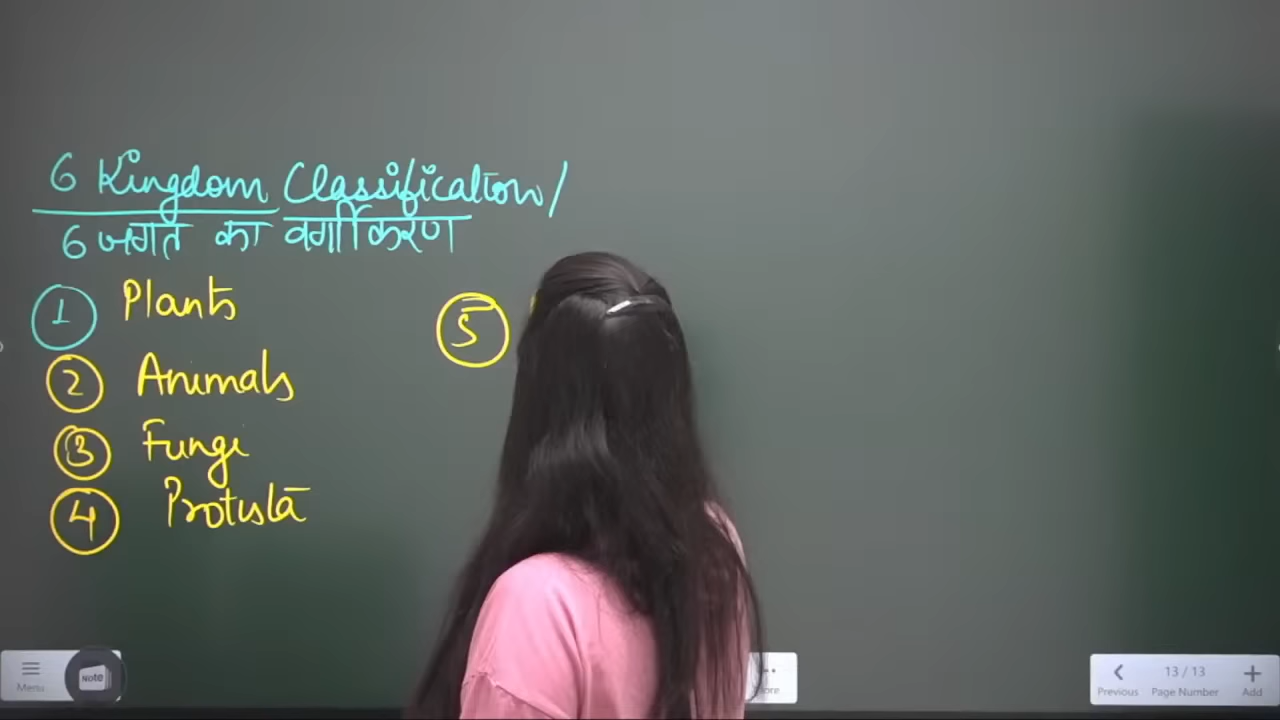 6 Kingdom Classification/
6 जगत का वर्गीकरण
1 Plants
2 Animals
3 Fungi
4 Protista
5
Menu
Note
13 / 13
Previous
Page Number
Add